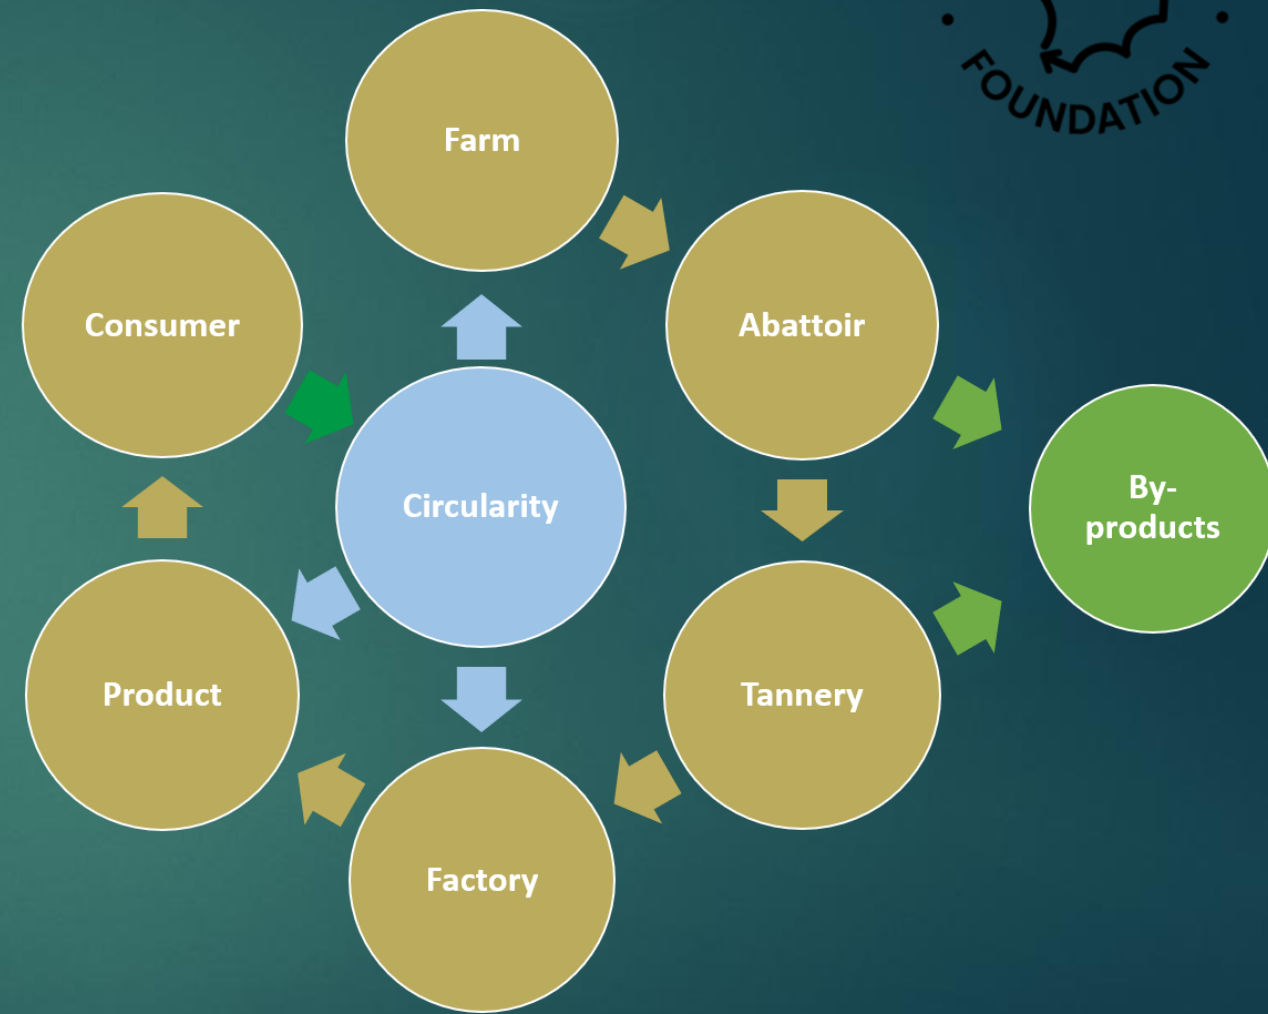 FOUNDATION
Farm
Consumer
Abattoir
Circularity
By-
products
Product
Tannery
Factory